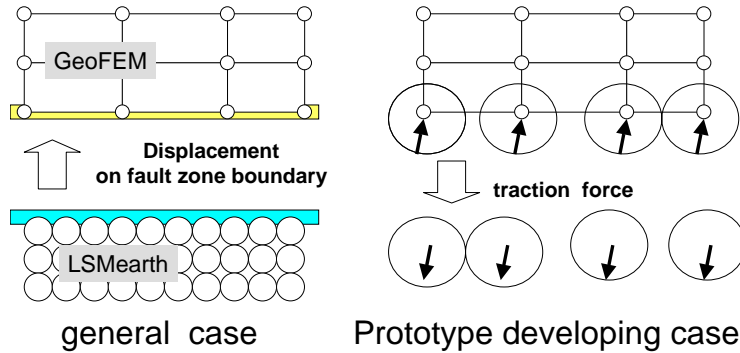 GeoFEM
Displacement
on fault zone boundary
LSMearth
general case
traction force
Prototype developing case